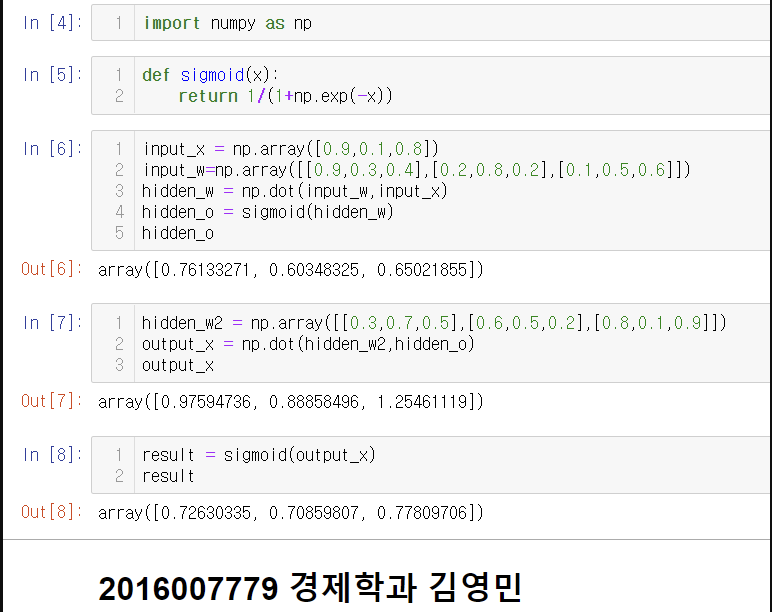 In [4]:
1 import numpy as np
In [5]:
1 def sigmoid(x):
2     return 1/(1+np.exp(-x))
In [6]:
1 input_x = np.array([0.9,0.1,0.8])
2 input_w=np.array([[0.9,0.3,0.4],[0.2,0.8,0.2],[0.1,0.5,0.6]])
3 hidden_w = np.dot(input_w,input_x)
4 hidden_o = sigmoid(hidden_w)
5 hidden_o
Out[6]: array([0.76133271, 0.60348325, 0.65021855])
In [7]:
1 hidden_w2 = np.array([[0.3,0.7,0.5],[0.6,0.5,0.2],[0.8,0.1,0.9]])
2 output_x = np.dot(hidden_w2,hidden_o)
3 output_x
Out[7]: array([0.97594736, 0.88858496, 1.25461119])
In [8]:
1 result = sigmoid(output_x)
2 result
Out[8]: array([0.72630335, 0.70859807, 0.77809706])
2016007779 경제학과 김영민